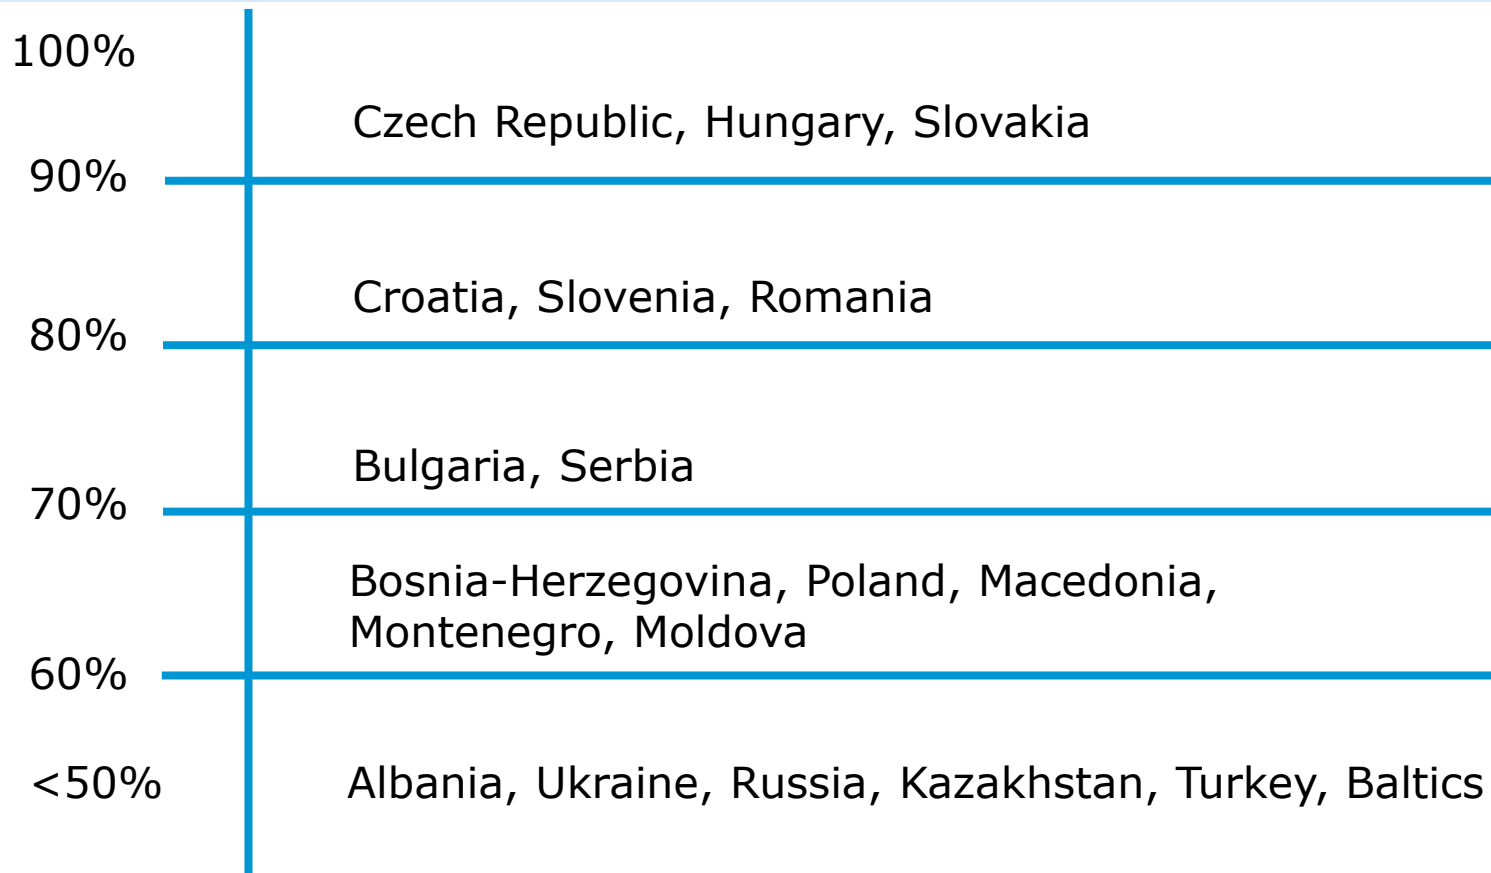 100%
Czech Republic, Hungary, Slovakia
90%
Croatia, Slovenia, Romania
80%
Bulgaria, Serbia
70%
Bosnia-Herzegovina, Poland, Macedonia,
Montenegro, Moldova
60%
<50% Albania, Ukraine, Russia, Kazakhstan, Turkey, Baltics